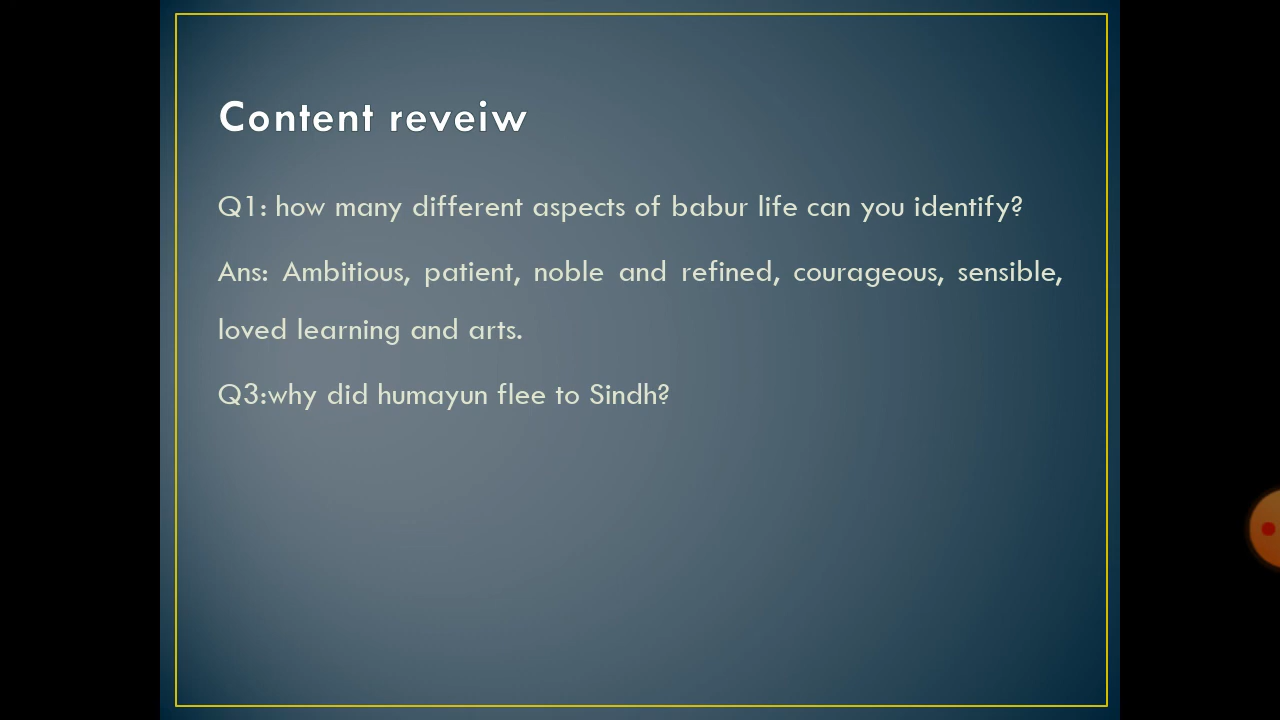 Content reveiw
Q1: how many different aspects of babur life can you identify?
Ans: Ambitious, patient, noble and refined, courageous, sensible,
loved learning and arts.
Q3:why did humayun flee to Sindh?